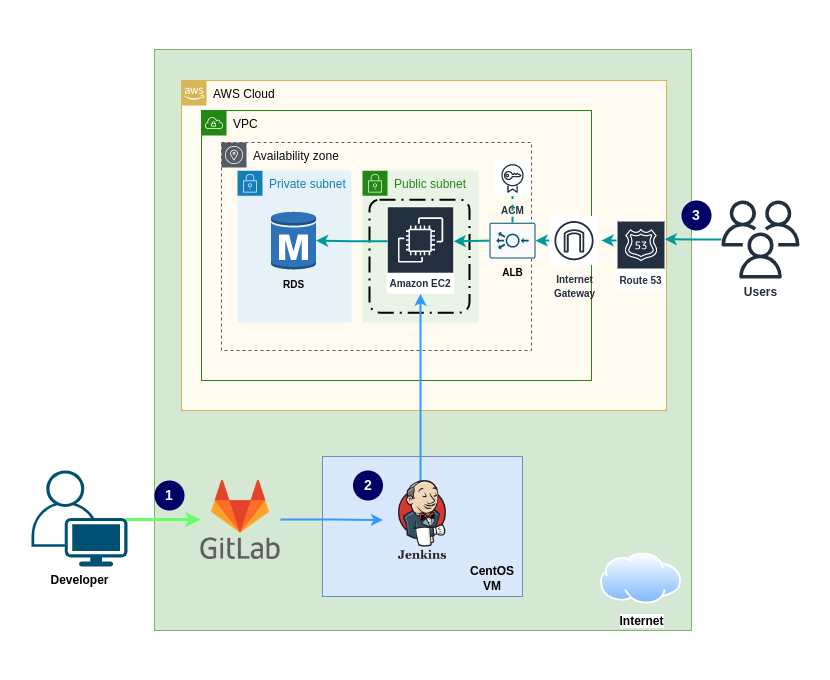 aws
AWS Cloud
VPC
Availability zone
Private subnet
Public subnet
ACM
3
M
53
RDS
Amazon EC2
ALB
Internet
Gateway
Route 53
Users
1
2
GitLab
Jenkins
CentOS
VM
Developer
Internet